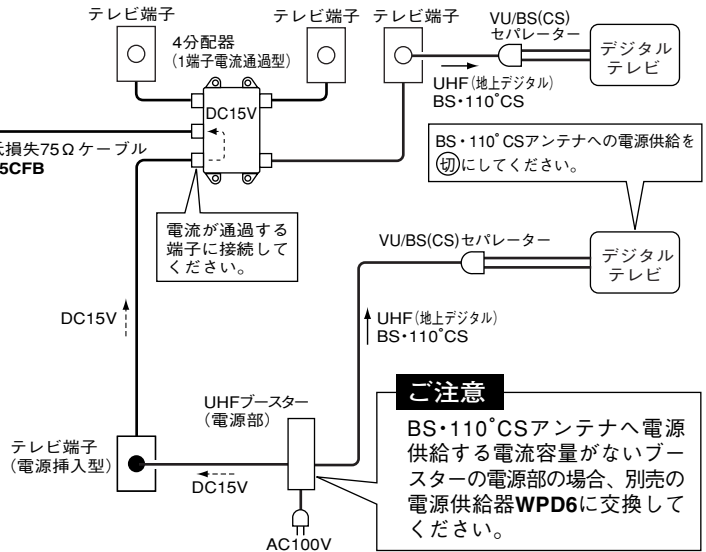 テレビ端子
4分配器
(1端子電流通過型)
テレビ端子
テレビ端子
VU/BS(CS)
セパレーター
デジタル
テレビ
UHF(地上デジタル)
BS・110°CS
DC15V
損失75Ωケーブル
5CFB
BS・110°CSアンテナへの電源供給を
切にしてください。
電流が通過する
端子に接続して
ください。
VU/BS(CS)セパレーター
デジタル
テレビ
DC15V
UHF(地上デジタル)
BS・110°CS
UHFブースター
(電源部)
テレビ端子
(電源挿入型)
DC15V
AC100V
ご注意
BS・110°CSアンテナへ電源
供給する電流容量がないブー
スターの電源部の場合、別売の
電源供給器WPD6に交換して
ください。